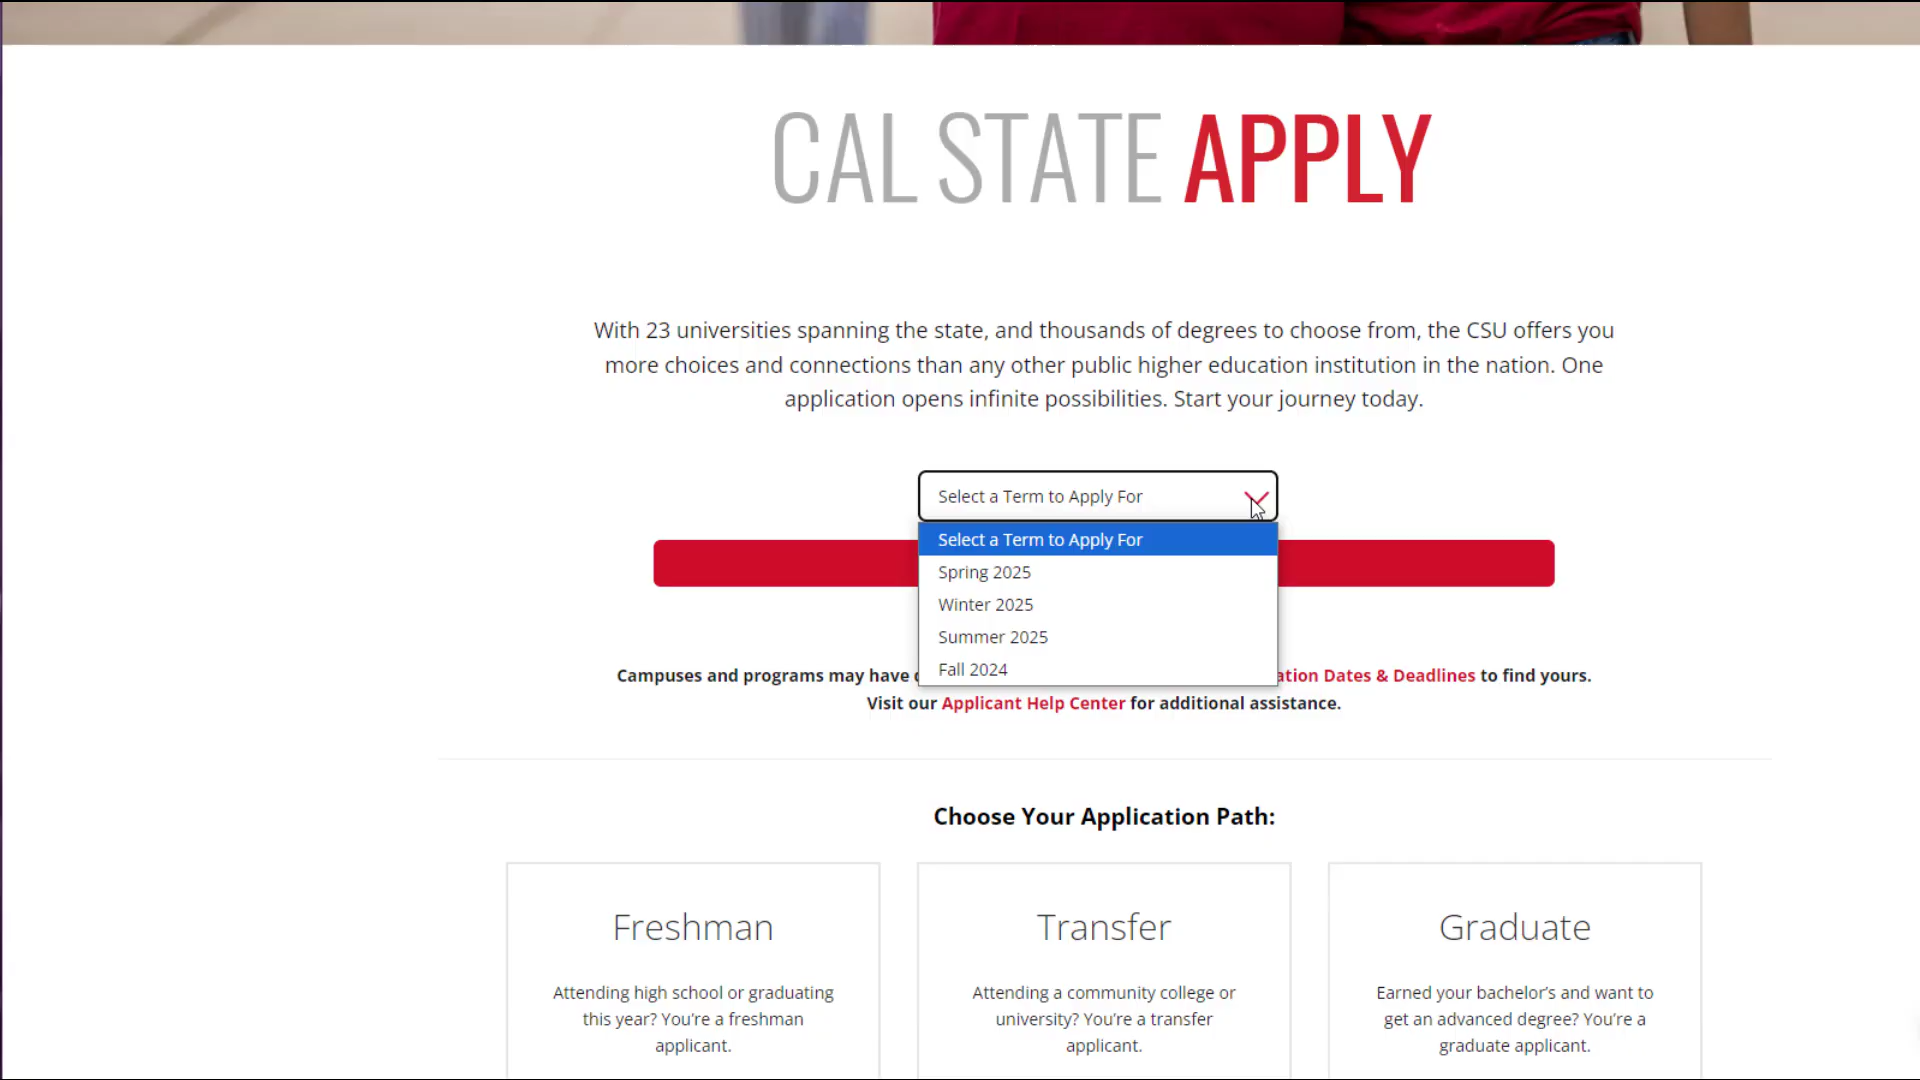 CAL STATE APPLY
With 23 universities spanning the state, and thousands of degrees to choose from, the CSU offers you
more choices and connections than any other public higher education institution in the nation. One
application opens infinite possibilities. Start your journey today.
Select a Term to Apply For
Select a Term to Apply For
Spring 2025
Winter 2025
Summer 2025
Fall 2024
Campuses and programs may have ation Dates & Deadlines to find yours.
Visit our Applicant Help Center for additional assistance.
Choose Your Application Path:
Freshman
Attending high school or graduating
this year? You’re a freshman
applicant.
Transfer
Attending a community college or
university? You’re a transfer
applicant.
Graduate
Earned your bachelor’s and want to
get an advanced degree? You’re a
graduate applicant.